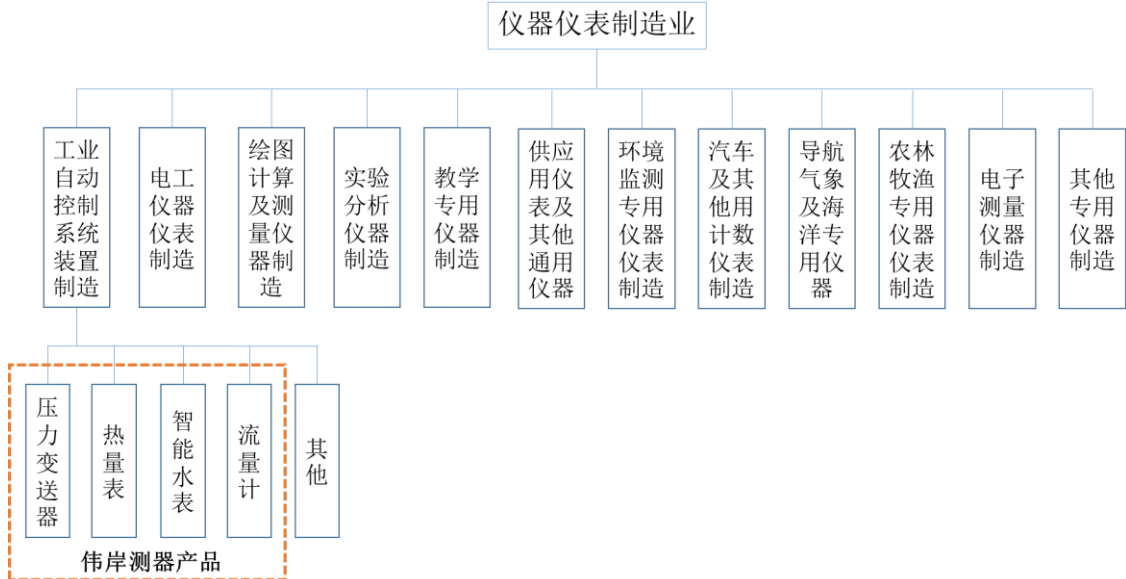 仪器仪表制造业
工业
自动
控制
系统
装置
制造
电工
仪器
仪表
制造
绘图
计算
及测
量仪
器制
造
实验
分析
仪器
制造
教学
专用
仪器
制造
供应
用仪
表及
其他
通用
仪器
环境
监测
专用
仪器
仪表
制造
汽车
及其
他用
计数
仪表
制造
导航
气象
及海
洋专
用仪
器
农林
牧渔
专用
仪器
仪表
制造
电子
测量
仪器
制造
其他
专用
仪器
制造
压
力
变
送
器
热
量
表
智
能
水
表
流
量
计
其
他
伟岸测器产品